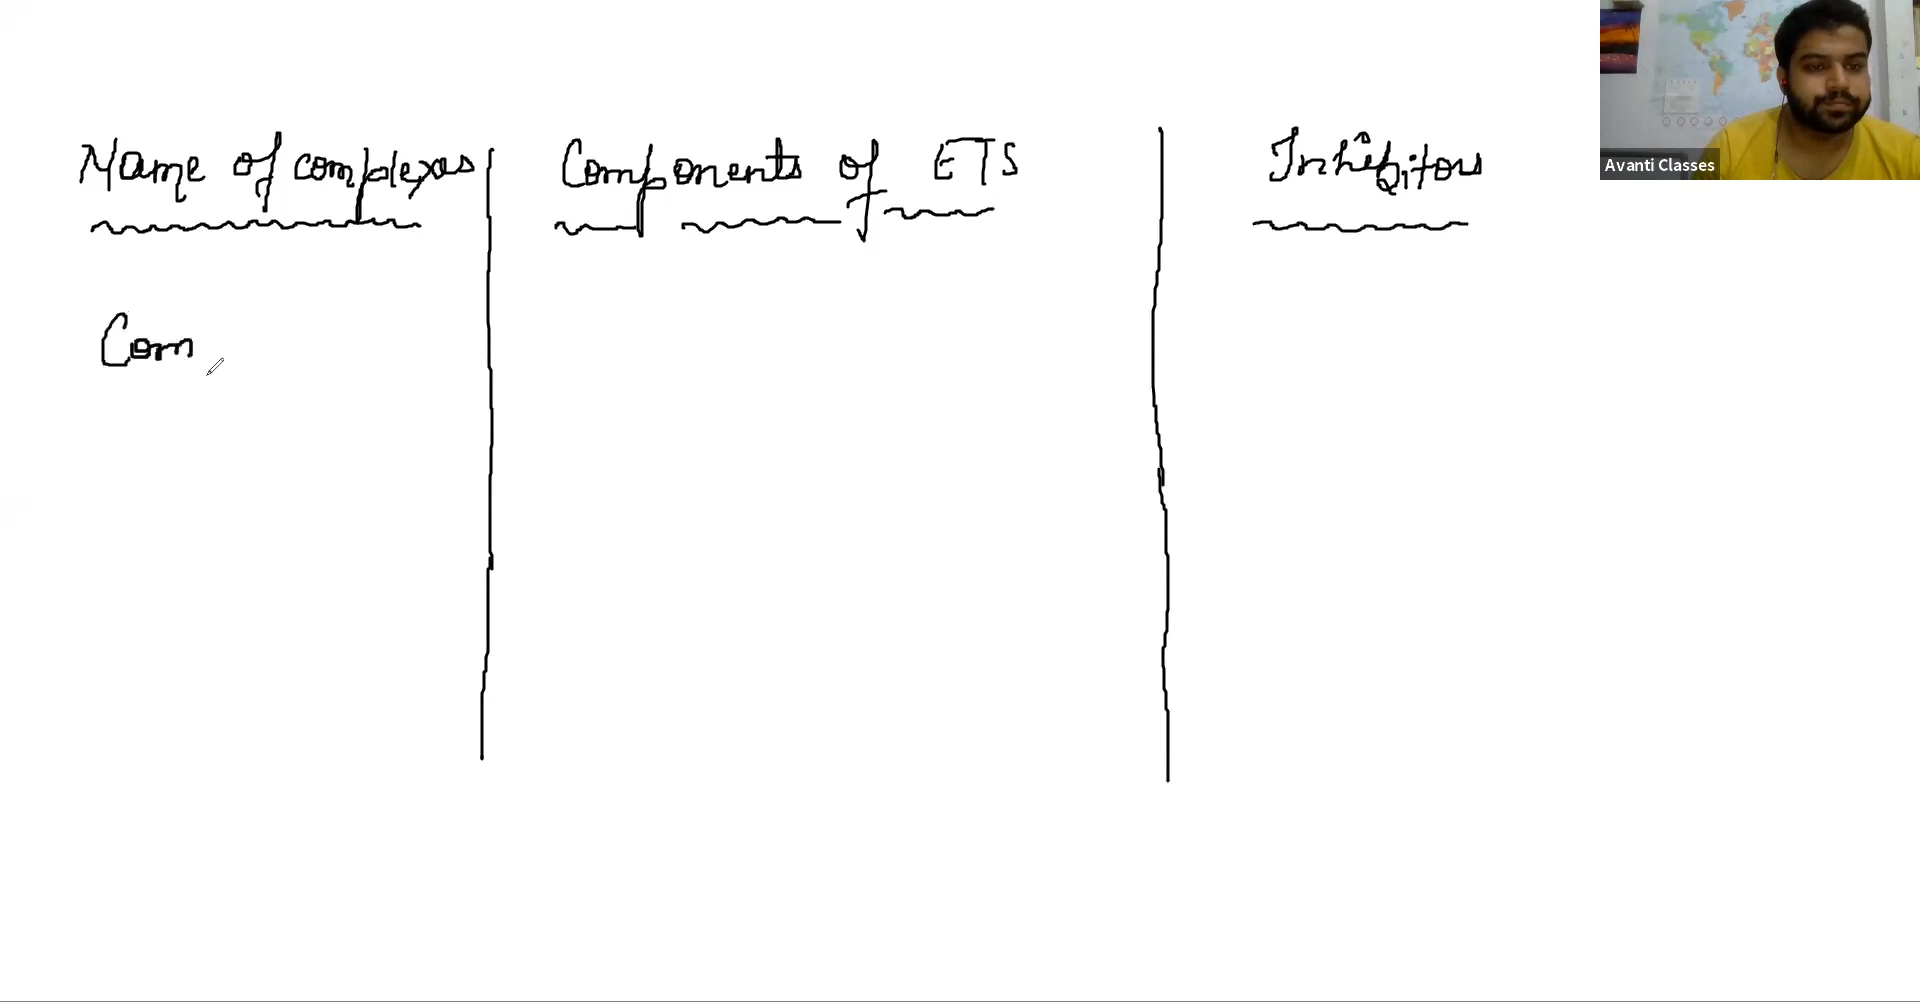 Name of complexes
Components of ETS
Inhibitors
Com
Avanti Classes